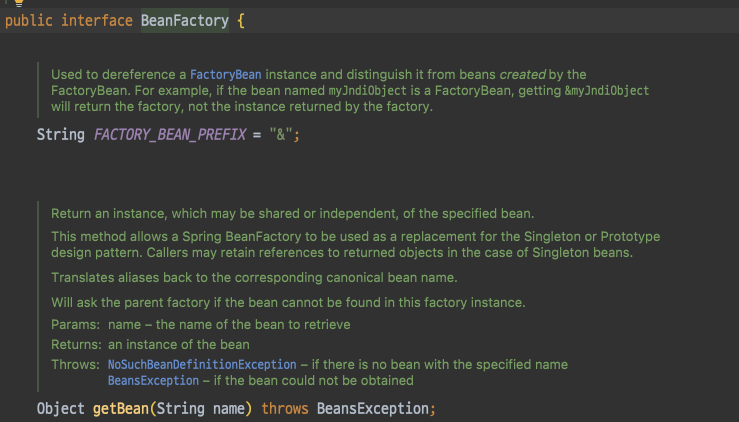 public interface BeanFactory {
Used to dereference a FactoryBean instance and distinguish it from beans created by the
FactoryBean. For example, if the bean named myJndiObject is a FactoryBean, getting &myJndiObject
will return the factory, not the instance returned by the factory.
String FACTORY_BEAN_PREFIX = "&";
Return an instance, which may be shared or independent, of the specified bean.
This method allows a Spring BeanFactory to be used as a replacement for the Singleton or Prototype
design pattern. Callers may retain references to returned objects in the case of Singleton beans.
Translates aliases back to the corresponding canonical bean name.
Will ask the parent factory if the bean cannot be found in this factory instance.
Params: name – the name of the bean to retrieve
Returns: an instance of the bean
Throws: NoSuchBeanDefinitionException – if there is no bean with the specified name
BeansException – if the bean could not be obtained
Object getBean(String name) throws BeansException;